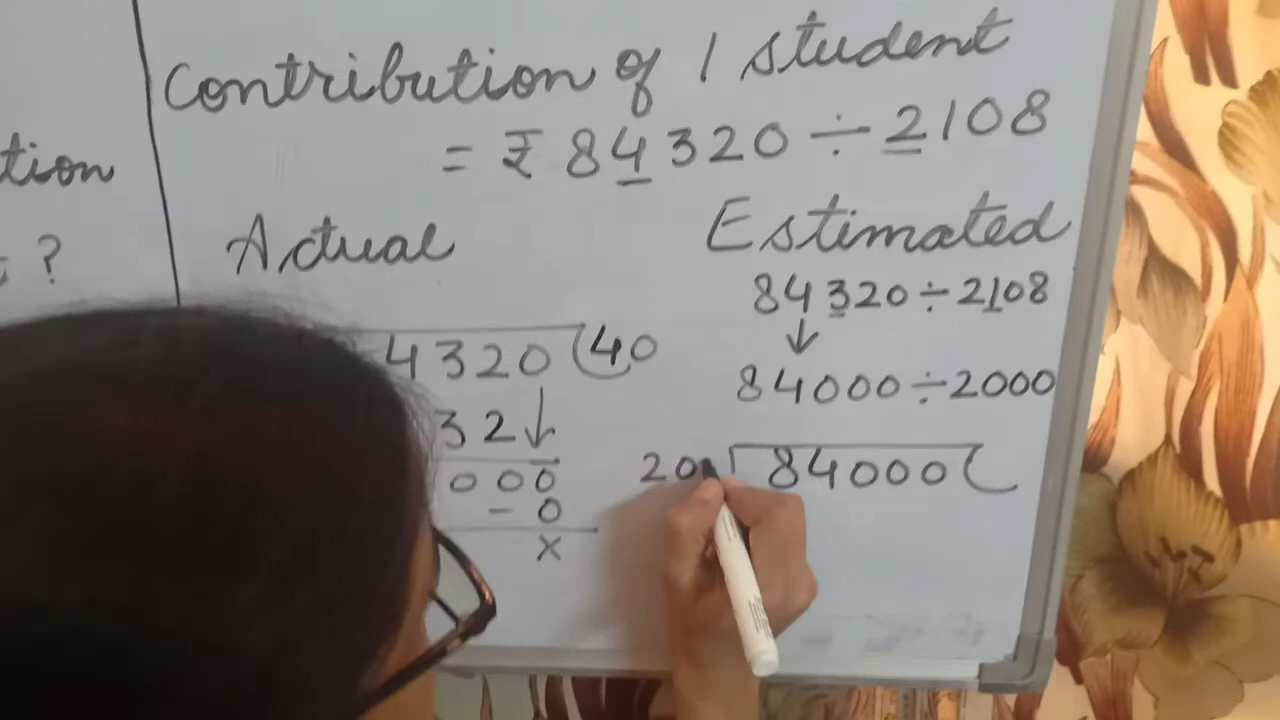 Contribution of 1 student
= ₹ 84320 ÷ 2108
tion
?
Actual
4320 (40
32↓
000
- 0
x
Estimated
84320÷2108
↓
84000÷2000
20 84000(